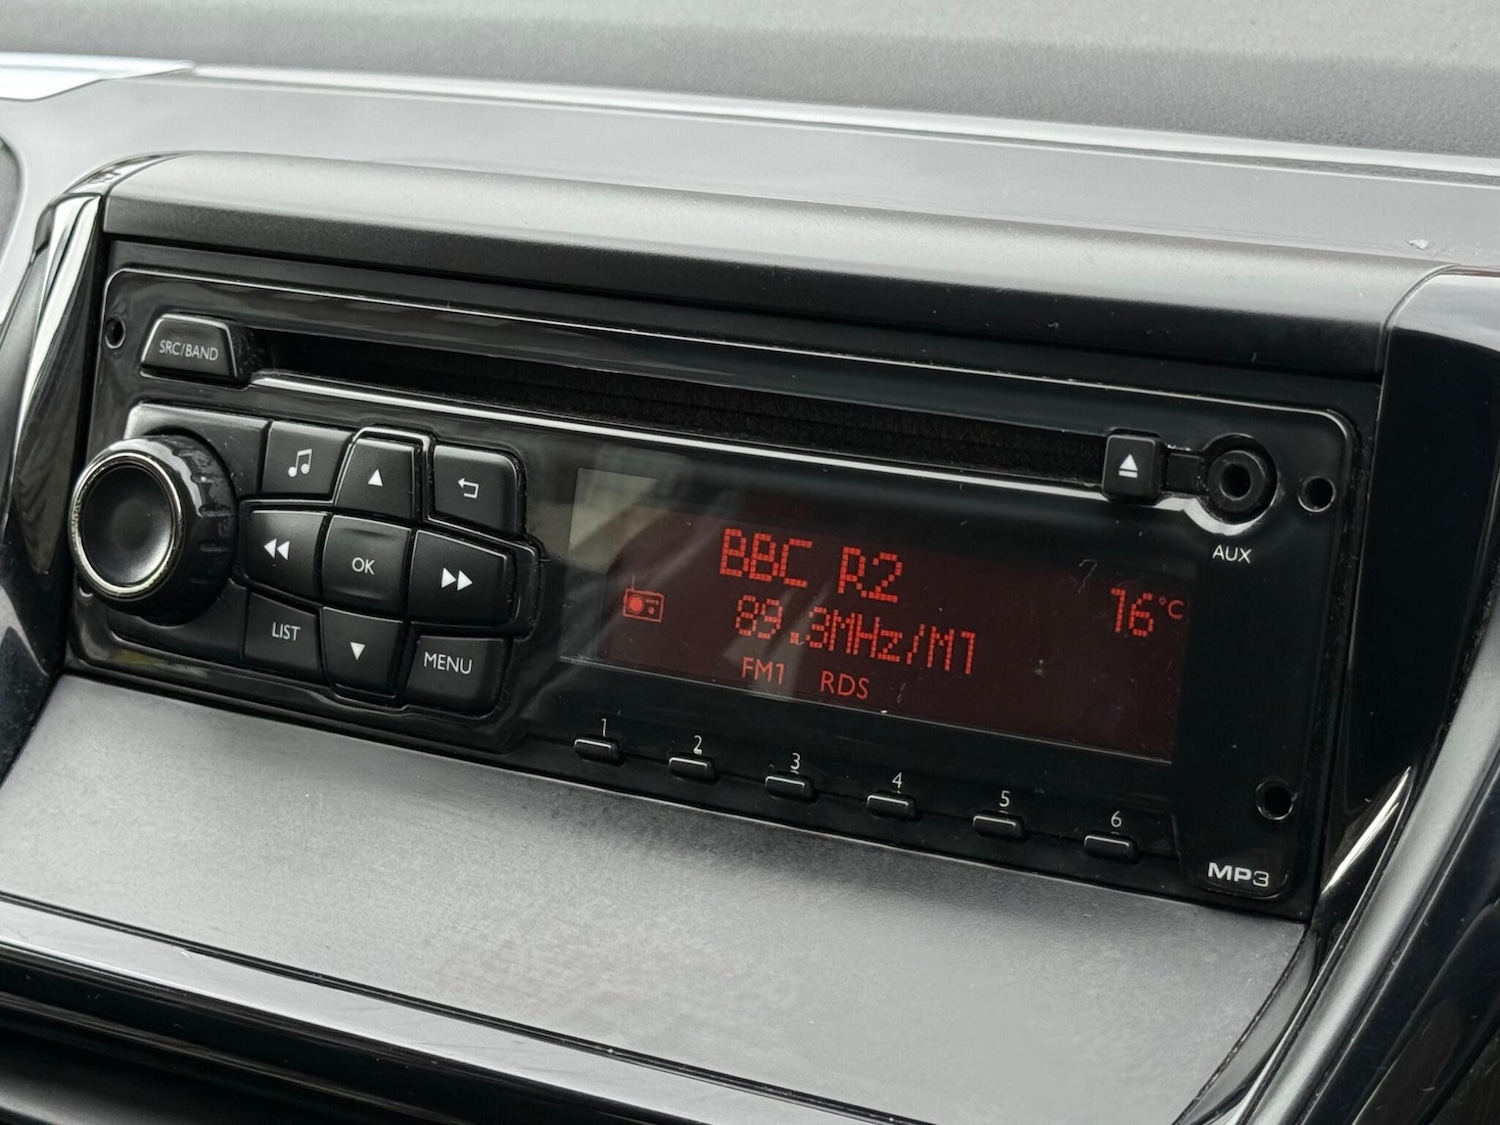 SRC/BAND
OK
LIST
MENU
BBC R2
89.3MHz/M1
FM1 RDS
16°C
AUX
1 2 3 4 5 6
MP3